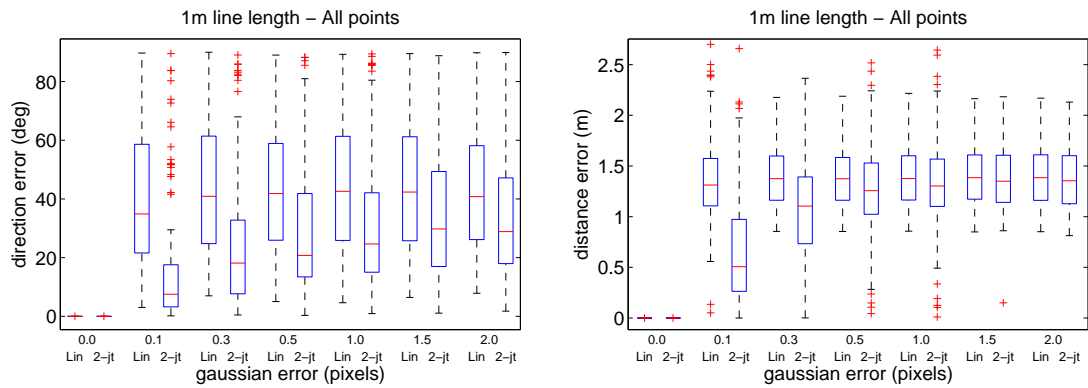 1m line length – All points
direction error (deg)
80
60
40
20
0
0.0 0.1 0.3 0.5 1.0 1.5 2.0
Lin 2−jt Lin 2−jt Lin 2−jt Lin 2−jt Lin 2−jt Lin 2−jt Lin 2−jt
gaussian error (pixels)
1m line length – All points
distance error (m)
2.5
2
1.5
1
0.5
0
0.0 0.1 0.3 0.5 1.0 1.5 2.0
Lin 2−jt Lin 2−jt Lin 2−jt Lin 2−jt Lin 2−jt Lin 2−jt Lin 2−jt
gaussian error (pixels)